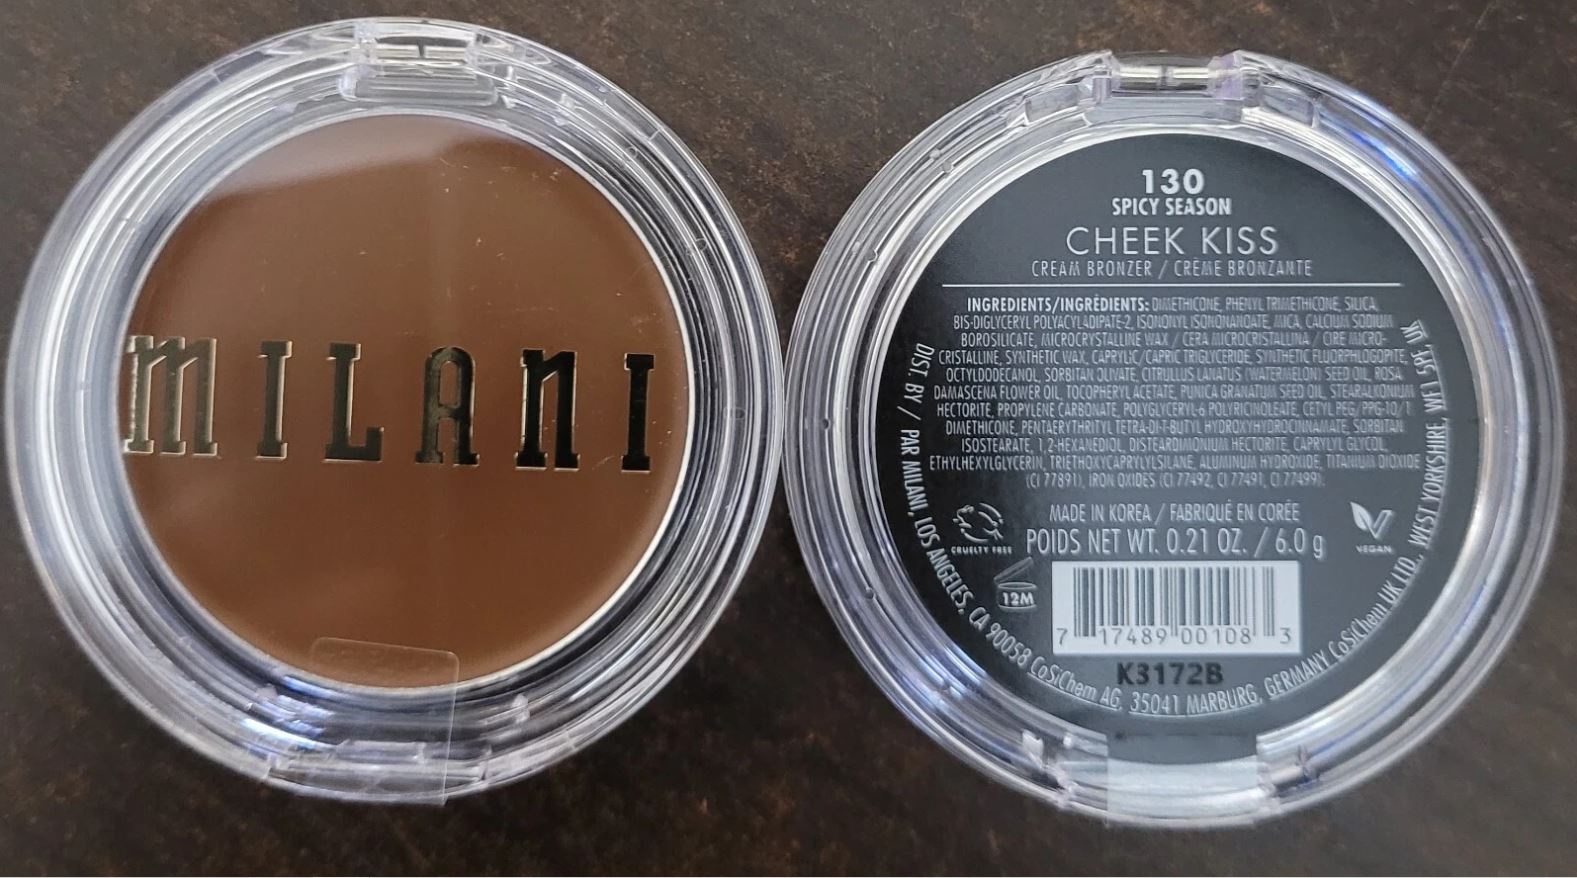 MILANI
130
SPICY SEASON
CHEEK KISS
CREAM BRONZER / CRÈME BRONZANTE
INGREDIENTS/INGRÉDIENTS: DIMETHICONE, PHENYL TRIMETHICONE, SILICA,
BIS-DIGLYCERYL POLYACYLADIPATE-2, ISONONYL ISONONANOATE, MICA, CALCIUM SODIUM
BOROSILICATE, MICROCRYSTALLINE WAX / CERA MICROCRISTALLINA / CIRE MICRO-
CRISTALLINE, SYNTHETIC WAX, CAPRYLIC/CAPRIC TRIGLYCERIDE, SYNTHETIC FLUORPHLOGOPITE,
OCTYLDODECANOL, SORBITAN OLIVATE, CITRULLUS LANATUS (WATERMELON) SEED OIL, ROSA
DAMASCENA FLOWER OIL, TOCOPHERYL ACETATE, PUNICA GRANATUM SEED OIL, STEARALKONIUM
HECTORITE, PROPYLENE CARBONATE, POLYGLYCERYL-6 POLYRICINOLEATE, CETYL PEG/PPG-10/1
DIMETHICONE, PENTAERYTHRITYL TETRA-DI-T-BUTYL HYDROXYHYDROCINNAMATE, SORBITAN
ISOSTEARATE, 1,2-HEXANEDIOL, DISTEARDIMONIUM HECTORITE, CAPRYLYL GLYCOL,
ETHYLHEXYLGLYCERIN, TRIETHOXYCAPRYLYLSILANE, ALUMINUM HYDROXIDE, TITANIUM DIOXIDE
(CI 77891), IRON OXIDES (CI 77492, CI 77491, CI 77499).
MADE IN KOREA / FABRIQUÉ EN CORÉE
CRUELTY FREE
POIDS NET WT. 0.21 OZ. / 6.0 g
VEGAN
12M
7 17489 00108 3
K3172B
DIST. BY / PAR MILANI, LOS ANGELES, CA 90058 CoSiChem AG, 35041 MARBURG, GERMANY CoSiChem UK LTD, WEST YORKSHIRE, WF1 5RF, UK